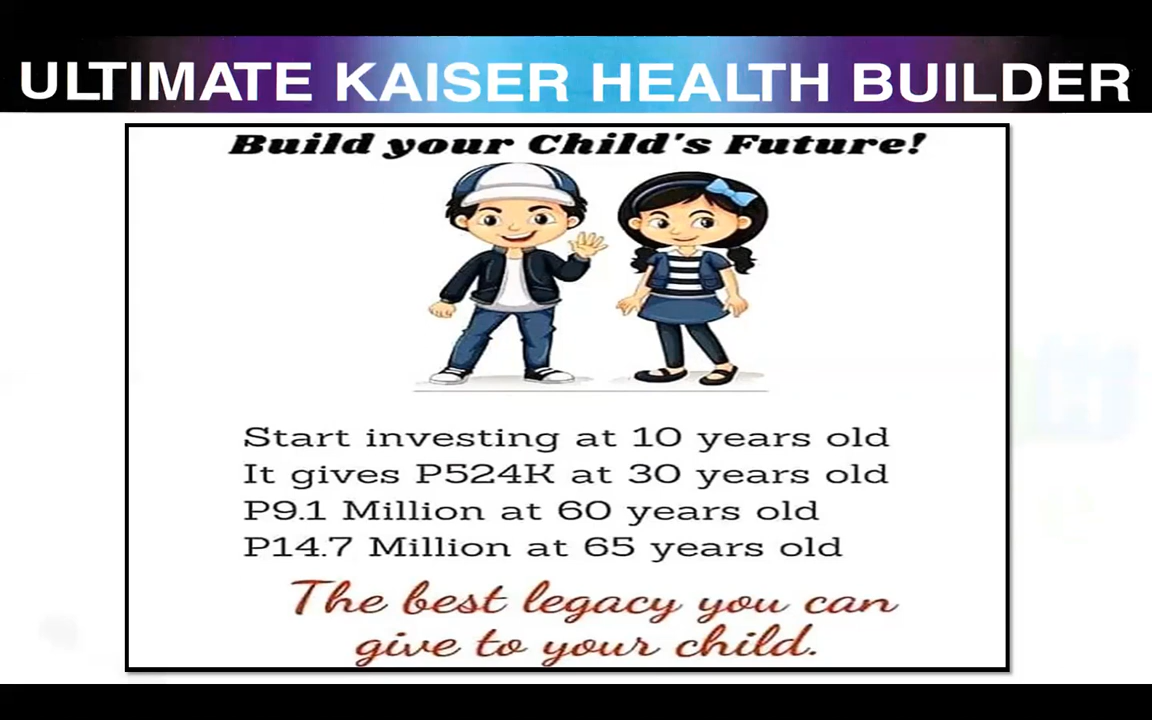 ULTIMATE KAISER HEALTH BUILDER
Build your Child's Future!
Start investing at 10 years old
It gives P524K at 30 years old
P9.1 Million at 60 years old
P14.7 Million at 65 years old
The best legacy you can
give to your child.